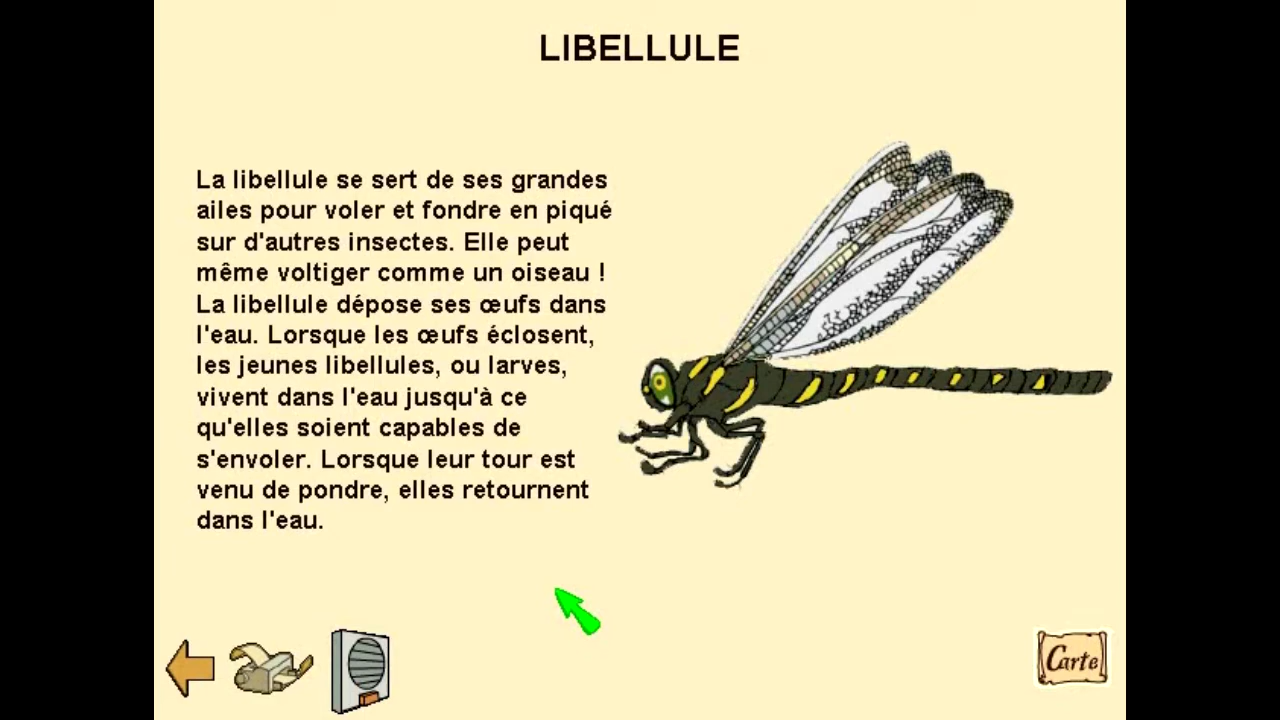 LIBELLULE
La libellule se sert de ses grandes
ailes pour voler et fondre en piqué
sur d'autres insectes. Elle peut
même voltiger comme un oiseau !
La libellule dépose ses œufs dans
l'eau. Lorsque les œufs éclosent,
les jeunes libellules, ou larves,
vivent dans l'eau jusqu'à ce
qu'elles soient capables de
s'envoler. Lorsque leur tour est
venu de pondre, elles retournent
dans l'eau.
Carte